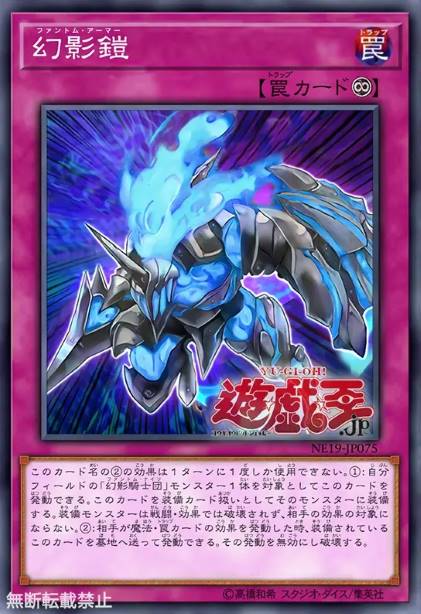 ファントム・アーマー
幻影鎧
トラップ
罠
トラップ
【罠カード】
YU-GI-OH!
遊戯王.jp
NE19-JP075
このカード名の②の効果は１ターンに１度しか使用できない。①:自分
フィールドの「幻影騎士団」モンスター１体を対象としてこのカードを
発動できる。このカードを装備カード扱いとしてそのモンスターに装備
する。装備モンスターは戦闘・効果では破壊されず、相手の効果の対象に
ならない。②:相手が魔法・罠カードの効果を発動した時、装備されている
このカードを墓地へ送って発動できる。その発動を無効にし破壊する。
無断転載禁止
©高橋和希 スタジオ・ダイス/集英社